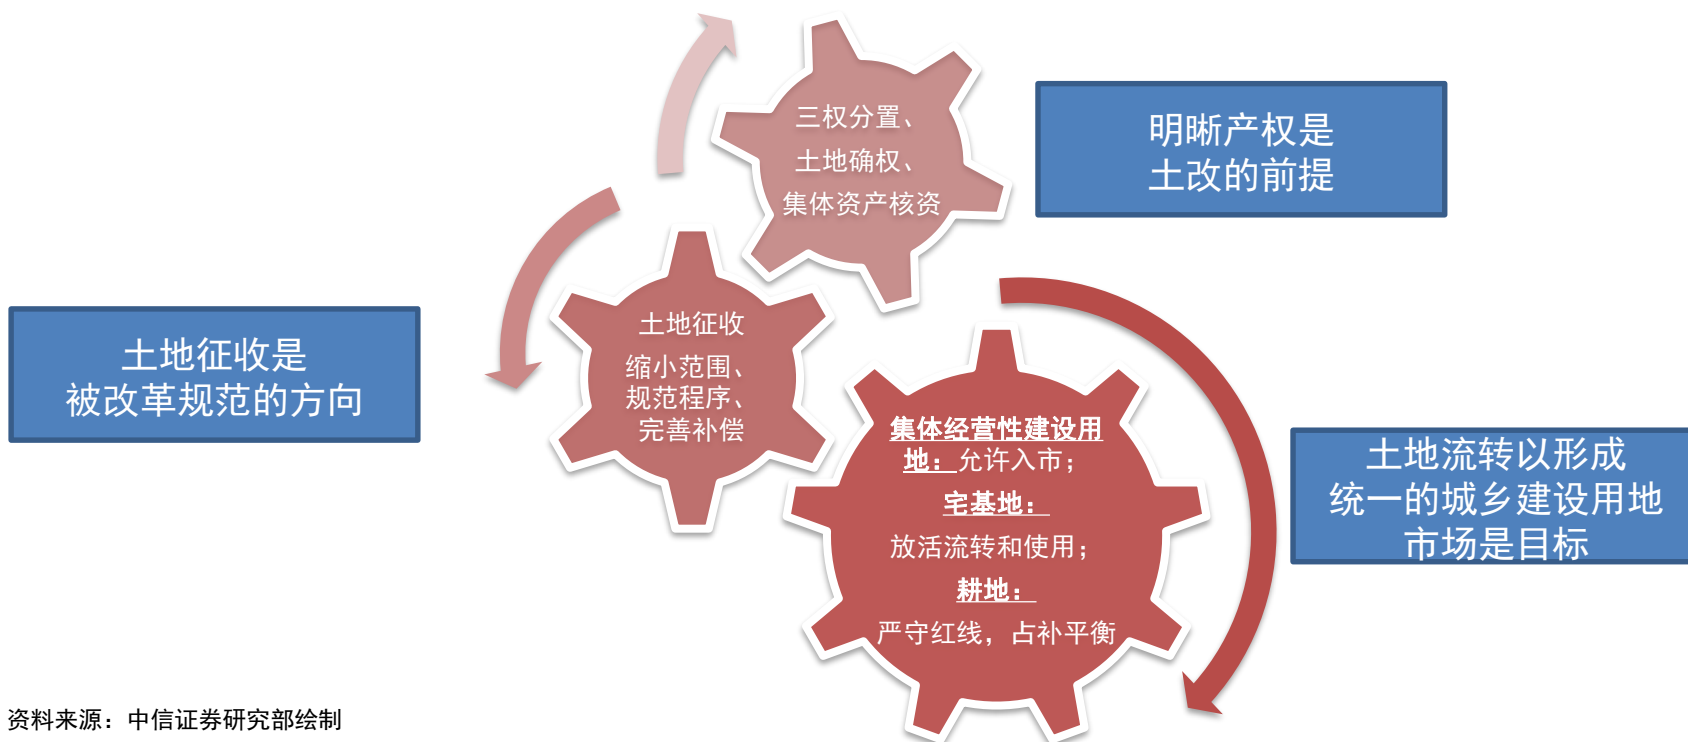 三权分置、
土地确权、
集体资产核资
明晰产权是
土改的前提
土地征收是
被改革规范的方向
土地征收
缩小范围、
规范程序、
完善补偿
集体经营性建设用
地：允许入市；
宅基地：
放活流转和使用；
耕地：
严守红线，占补平衡
土地流转以形成
统一的城乡建设用地
市场是目标
资料来源：中信证券研究部绘制